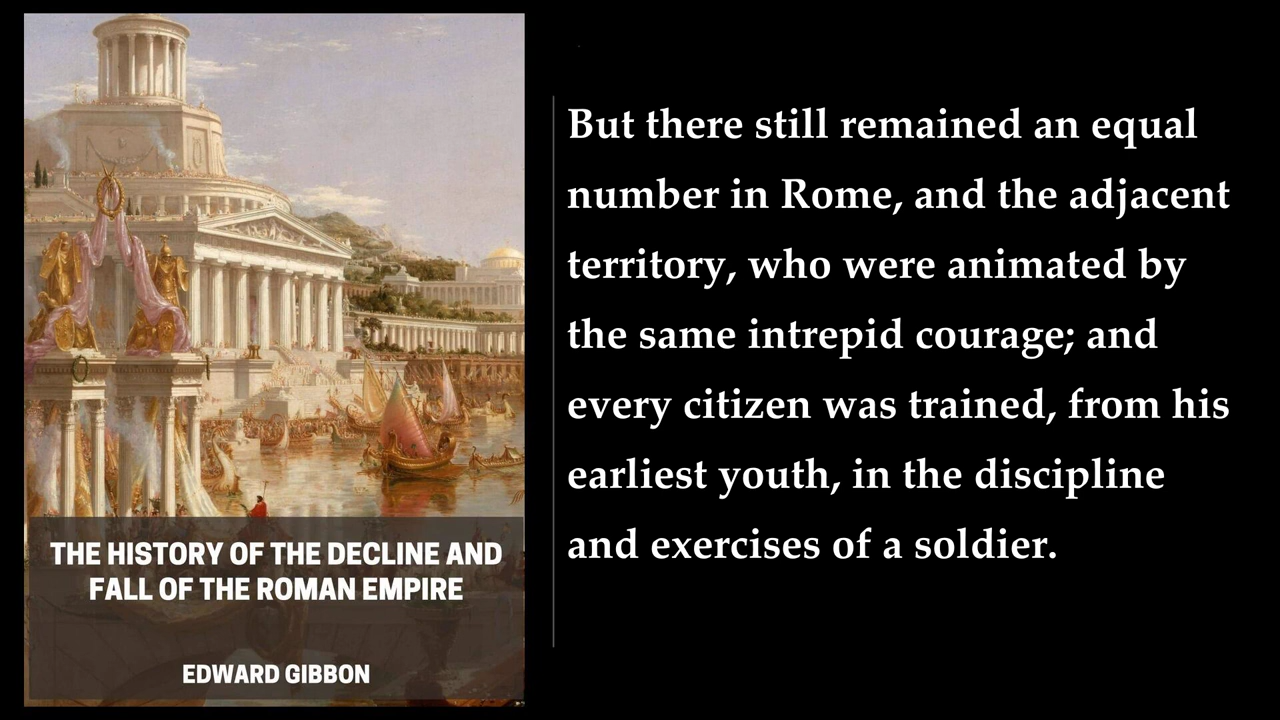 THE HISTORY OF THE DECLINE AND
FALL OF THE ROMAN EMPIRE
EDWARD GIBBON
But there still remained an equal
number in Rome, and the adjacent
territory, who were animated by
the same intrepid courage; and
every citizen was trained, from his
earliest youth, in the discipline
and exercises of a soldier.